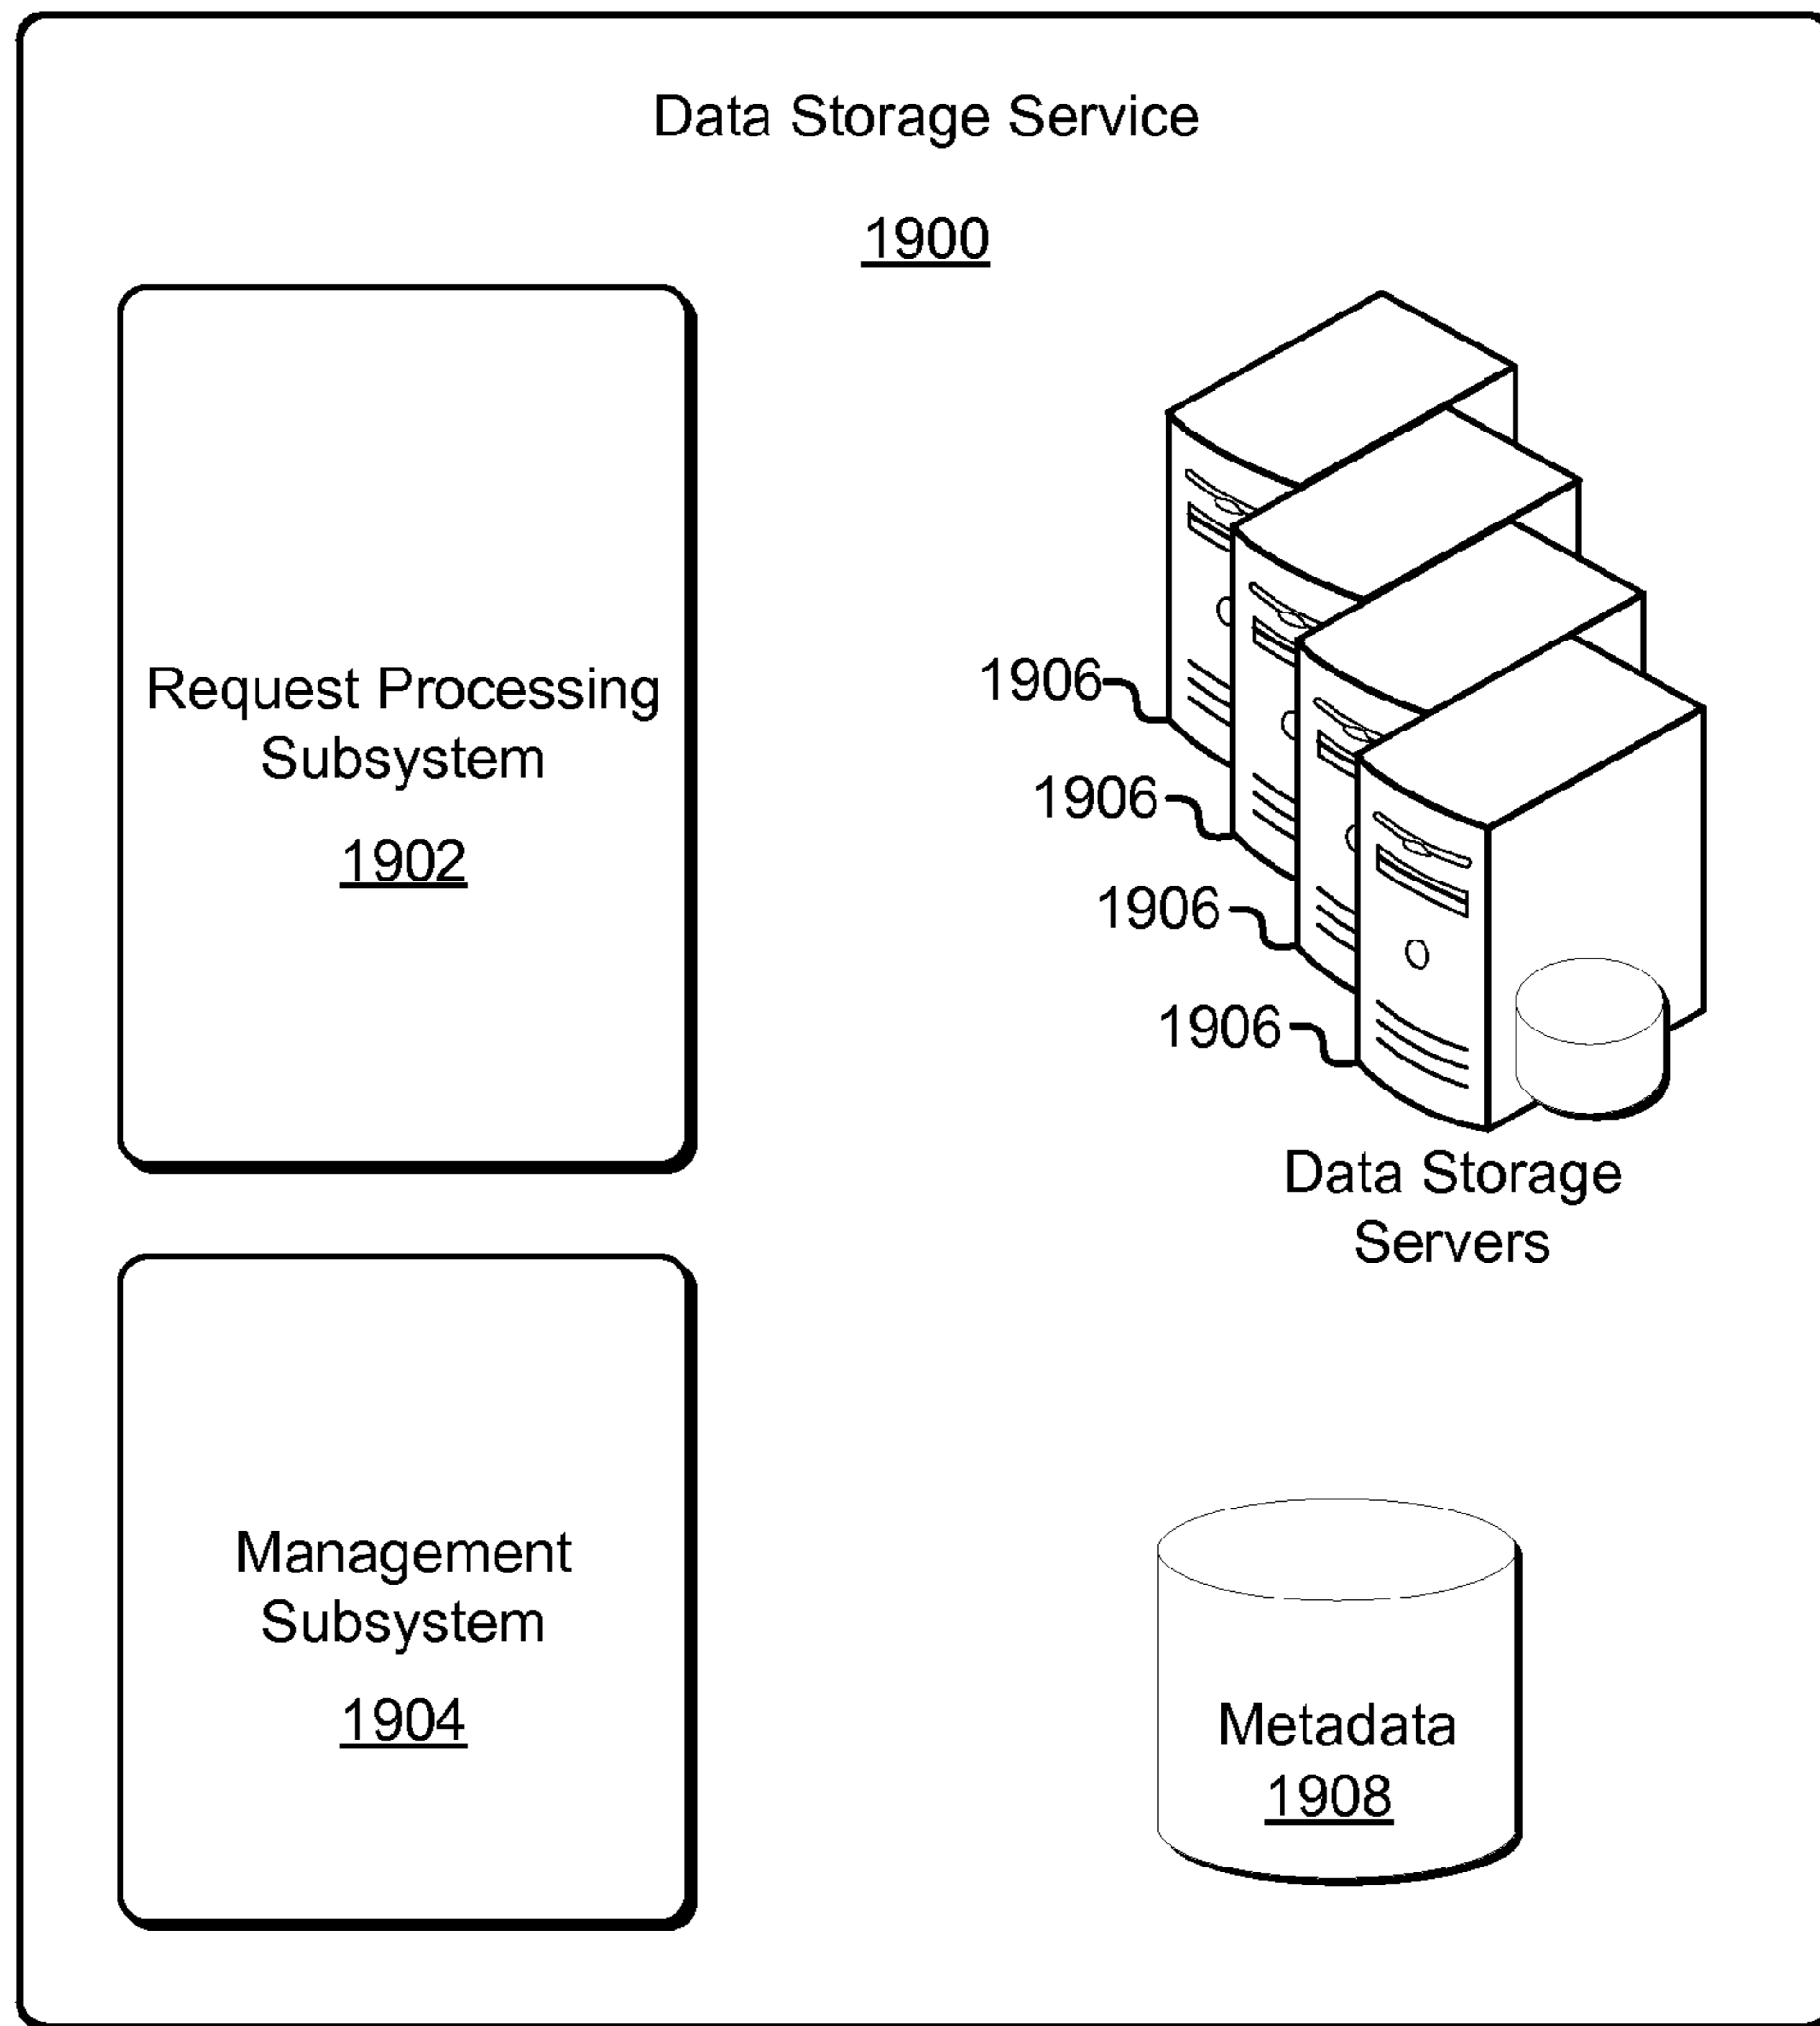 Data Storage Service
1900
Request Processing
Subsystem
1902
1906
1906
1906
1906
Data Storage
Servers
Management
Subsystem
1904
Metadata
1908